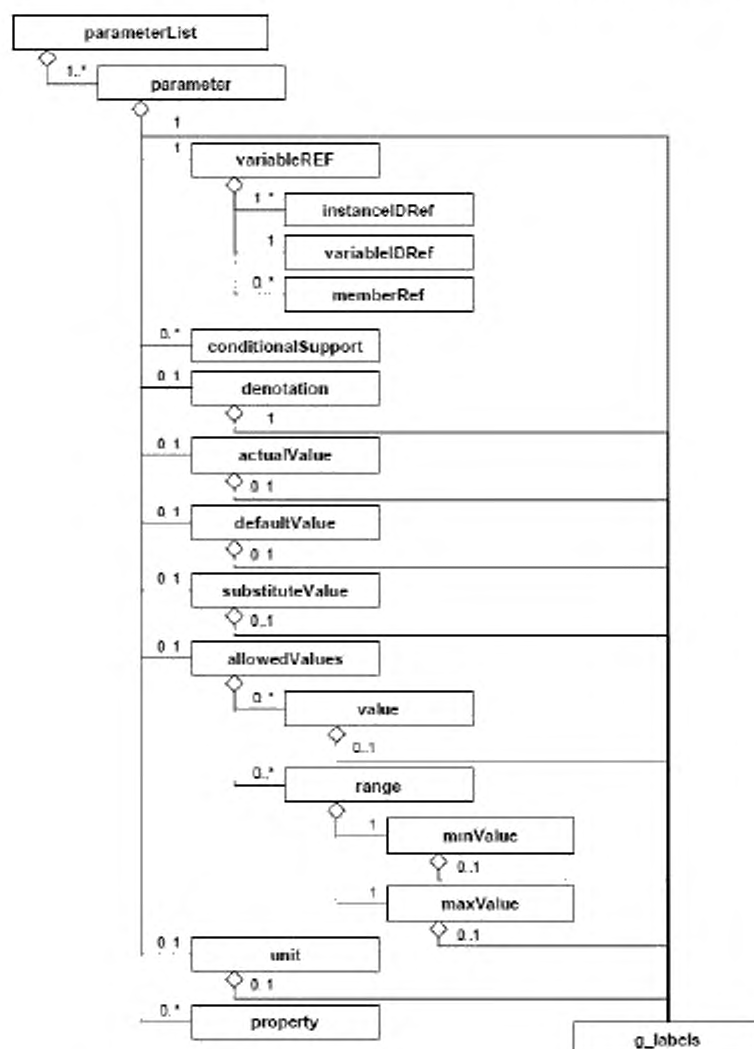 parameterList
1..*
parameter
1
1
variableREF
1..*
instanceIDRef
1
variableIDRef
0..*
memberRef
0..*
conditionalSupport
0 1
denotation
1
0 1
actualValue
0 1
0 1
defaultValue
0 1
0 1
substituteValue
0..1
0 1
allowedValues
0..*
value
0..1
0..*
range
1
minValue
0..1
1
maxValue
0..1
0 1
unit
0 1
0..*
property
g_labels